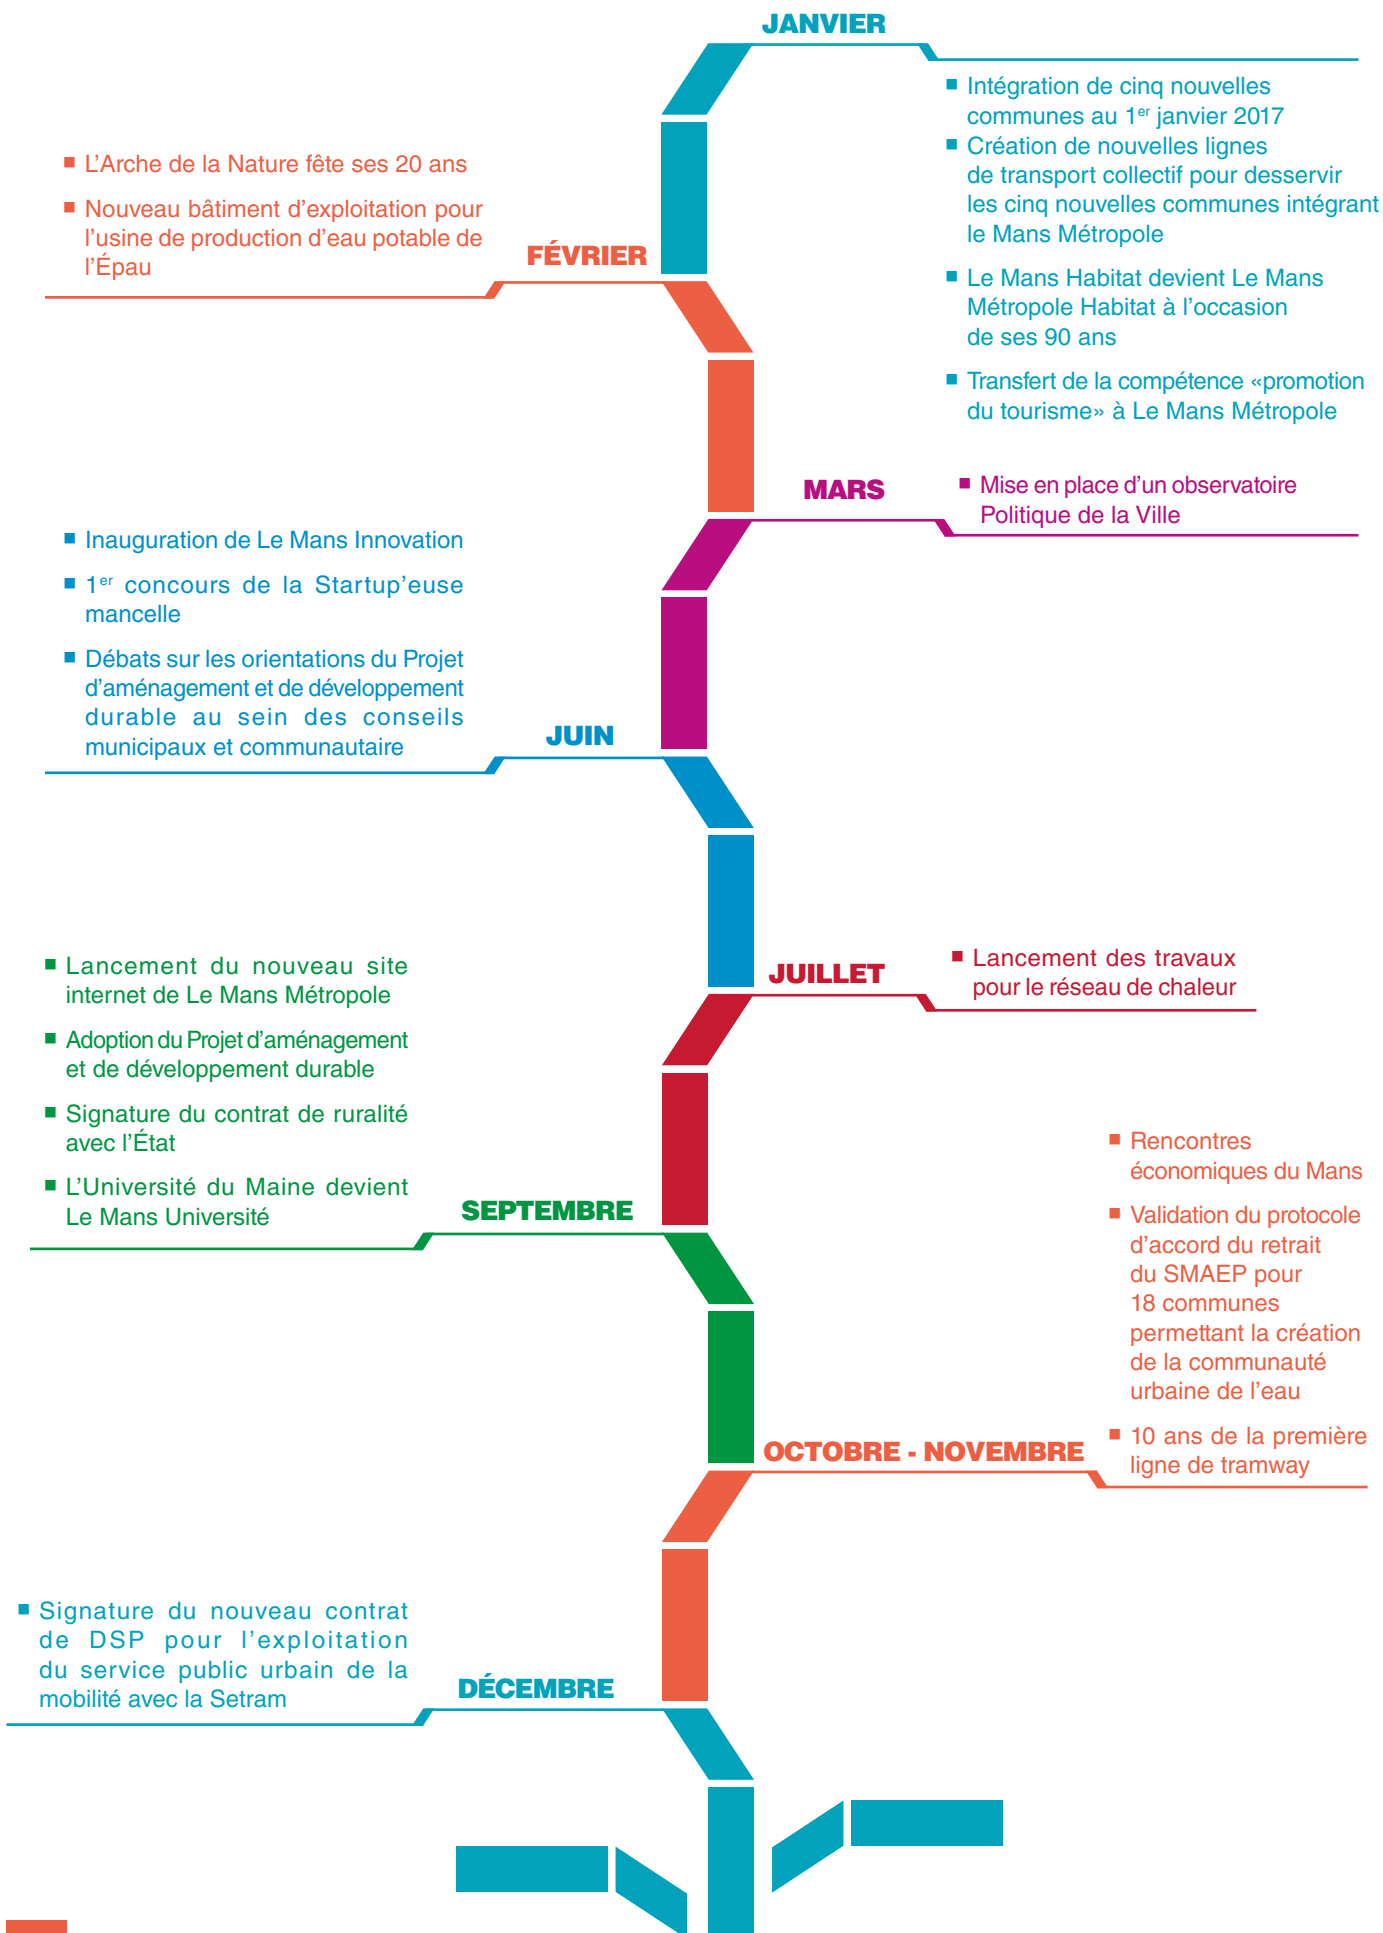 JANVIER
■ Intégration de cinq nouvelles
communes au 1er janvier 2017
■ Création de nouvelles lignes
de transport collectif pour desservir
les cinq nouvelles communes intégrant
le Mans Métropole
■ Le Mans Habitat devient Le Mans
Métropole Habitat à l’occasion
de ses 90 ans
■ Transfert de la compétence «promotion
du tourisme» à Le Mans Métropole
■ L’Arche de la Nature fête ses 20 ans
■ Nouveau bâtiment d’exploitation pour
l’usine de production d’eau potable de
l’Épau
FÉVRIER
MARS
■ Mise en place d’un observatoire
Politique de la Ville
■ Inauguration de Le Mans Innovation
■ 1er concours de la Startup’euse
mancelle
■ Débats sur les orientations du Projet
d’aménagement et de développement
durable au sein des conseils
municipaux et communautaire
JUIN
JUILLET
■ Lancement des travaux
pour le réseau de chaleur
■ Lancement du nouveau site
internet de Le Mans Métropole
■ Adoption du Projet d’aménagement
et de développement durable
■ Signature du contrat de ruralité
avec l’État
■ L’Université du Maine devient
Le Mans Université
SEPTEMBRE
■ Rencontres
économiques du Mans
■ Validation du protocole
d’accord du retrait
du SMAEP pour
18 communes
permettant la création
de la communauté
urbaine de l’eau
■ 10 ans de la première
ligne de tramway
OCTOBRE - NOVEMBRE
■ Signature du nouveau contrat
de DSP pour l’exploitation
du service public urbain de la
mobilité avec la Setram
DÉCEMBRE